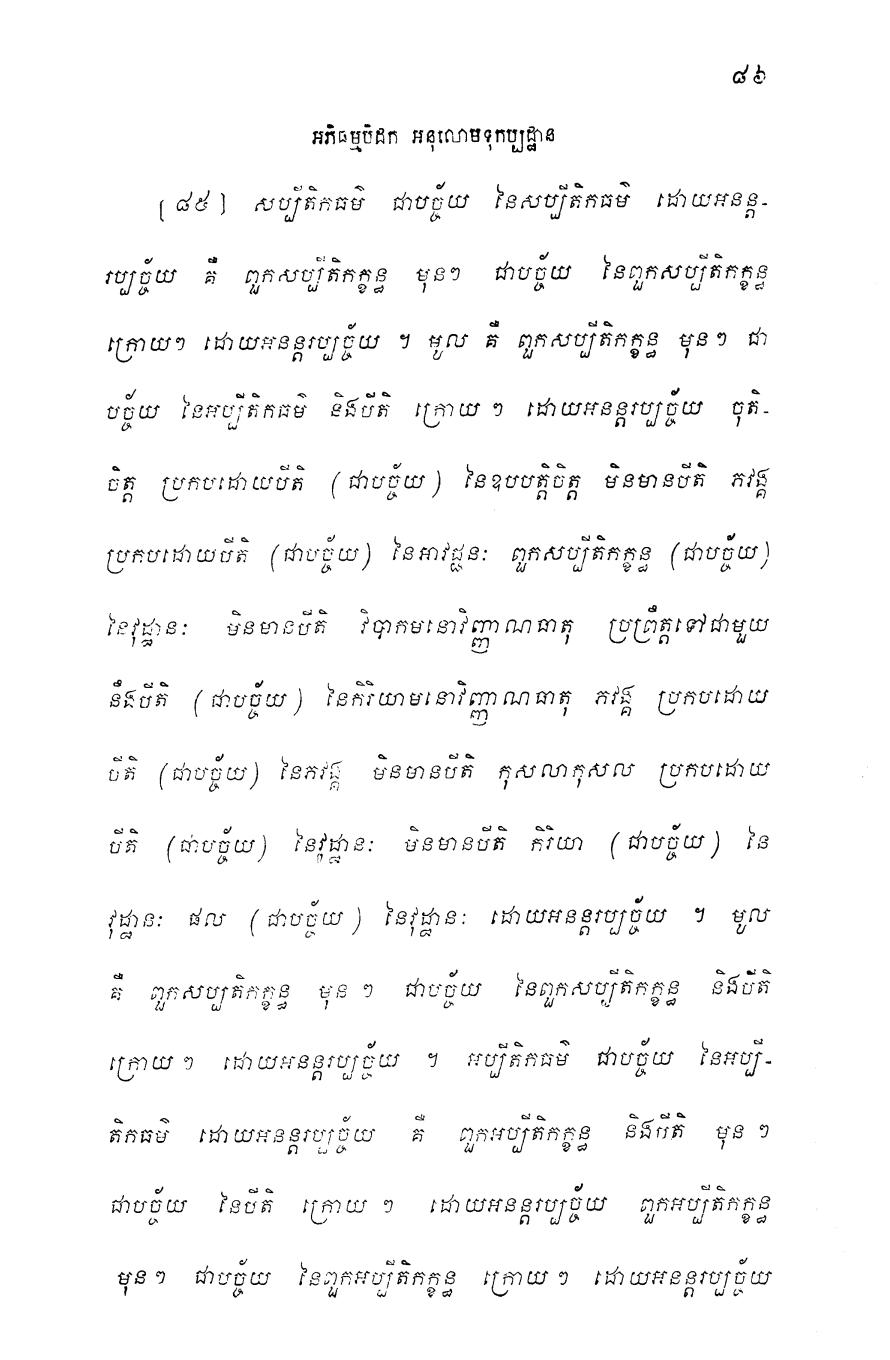 ៨៦
អភិធម្មបិដក អនុលោមទុកប្បដ្ឋាន
[៨៥] សប្បីតិកធម៌ ជាបច្ច័យ នៃសប្បីតិកធម៌ ដោយអនន្ត-
រប្បច្ច័យ គឺ ពួកសប្បីតិកក្ខន្ធ មុនៗ ជាបច្ច័យ នៃពួកសប្បីតិកក្ខន្ធ
ក្រោយៗ ដោយអនន្តរប្បច្ច័យ ។ មូល គឺ ពួកសប្បីតិកក្ខន្ធ មុនៗ ជា
បច្ច័យ នៃអប្បីតិកធម៌ និងបីតិ ក្រោយៗ ដោយអនន្តរប្បច្ច័យ ចុតិ-
ចិត្ត ប្រកបដោយបីតិ (ជាបច្ច័យ) នៃឧបបត្តិចិត្ត មិនមានបីតិ ភវង្គ
ប្រកបដោយបីតិ (ជាបច្ច័យ) នៃអាវជ្ជនៈ ពួកសប្បីតិកក្ខន្ធ (ជាបច្ច័យ)
នៃវុដ្ឋានៈ មិនមានបីតិ វិបាកមនោវិញ្ញាណធាតុ ប្រព្រឹត្តទៅជាមួយ
នឹងបីតិ (ជាបច្ច័យ) នៃកិរិយាមនោវិញ្ញាណធាតុ ភវង្គ ប្រកបដោយ
បីតិ (ជាបច្ច័យ) នៃភវង្គ មិនមានបីតិ កុសលាកុសល ប្រកបដោយ
បីតិ (ជាបច្ច័យ) នៃវុដ្ឋានៈ មិនមានបីតិ កិរិយា (ជាបច្ច័យ) នៃ
វុដ្ឋានៈ ផល (ជាបច្ច័យ) នៃវុដ្ឋានៈ ដោយអនន្តរប្បច្ច័យ ។ មូល
គឺ ពួកសប្បតិកក្ខន្ធ មុនៗ ជាបច្ច័យ នៃពួកសប្បីតិកក្ខន្ធ និងបីតិ
ក្រោយៗ ដោយអនន្តរប្បច្ច័យ ។ អប្បីតិកធម៌ ជាបច្ច័យ នៃអប្បី-
តិកធម៌ ដោយអនន្តរប្បច្ច័យ គឺ ពួកអប្បីតិកក្ខន្ធ និងបីតិ មុនៗ
ជាបច្ច័យ នៃបីតិ ក្រោយៗ ដោយអនន្តរប្បច្ច័យ ពួកអប្បីតិកក្ខន្ធ
មុនៗ ជាបច្ច័យ នៃពួកអប្បីតិកក្ខន្ធ ក្រោយៗ ដោយអនន្តរប្បច្ច័យ